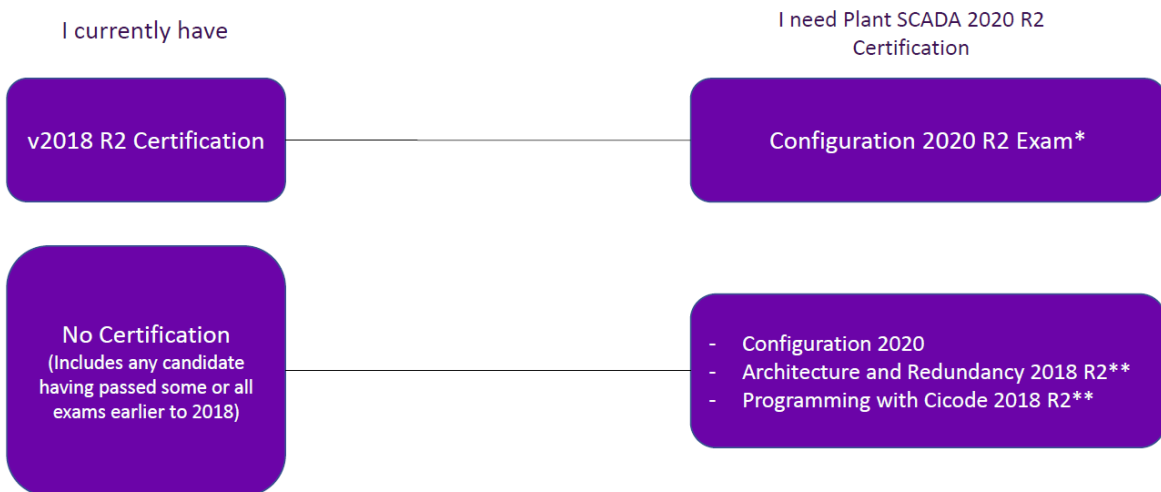 I currently have
I need Plant SCADA 2020 R2
Certification
v2018 R2 Certification
Configuration 2020 R2 Exam*
No Certification
(Includes any candidate
having passed some or all
exams earlier to 2018)
- Configuration 2020
- Architecture and Redundancy 2018 R2**
- Programming with Cicode 2018 R2**